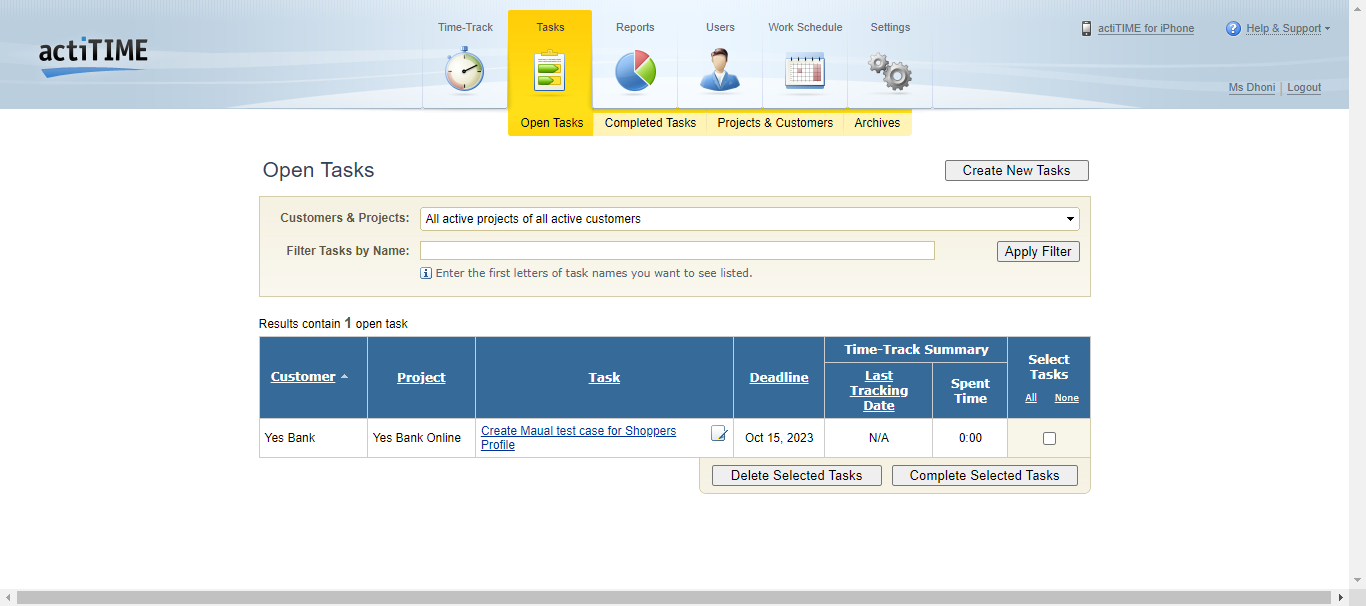 actiTIME
Time-Track
Tasks
Reports
Users
Work Schedule
Settings
actiTIME for iPhone
Help & Support
Ms Dhoni
Logout
Open Tasks
Completed Tasks
Projects & Customers
Archives
Open Tasks
Create New Tasks
Customers & Projects:
All active projects of all active customers
Filter Tasks by Name:
Apply Filter
Enter the first letters of task names you want to see listed.
Results contain 1 open task
Customer
Project
Task
Deadline
Time-Track Summary
Last
Tracking
Date
Spent
Time
Select
Tasks
All
None
Yes Bank
Yes Bank Online
Create Maual test case for Shoppers
Profile
Oct 15, 2023
N/A
0:00
Delete Selected Tasks
Complete Selected Tasks